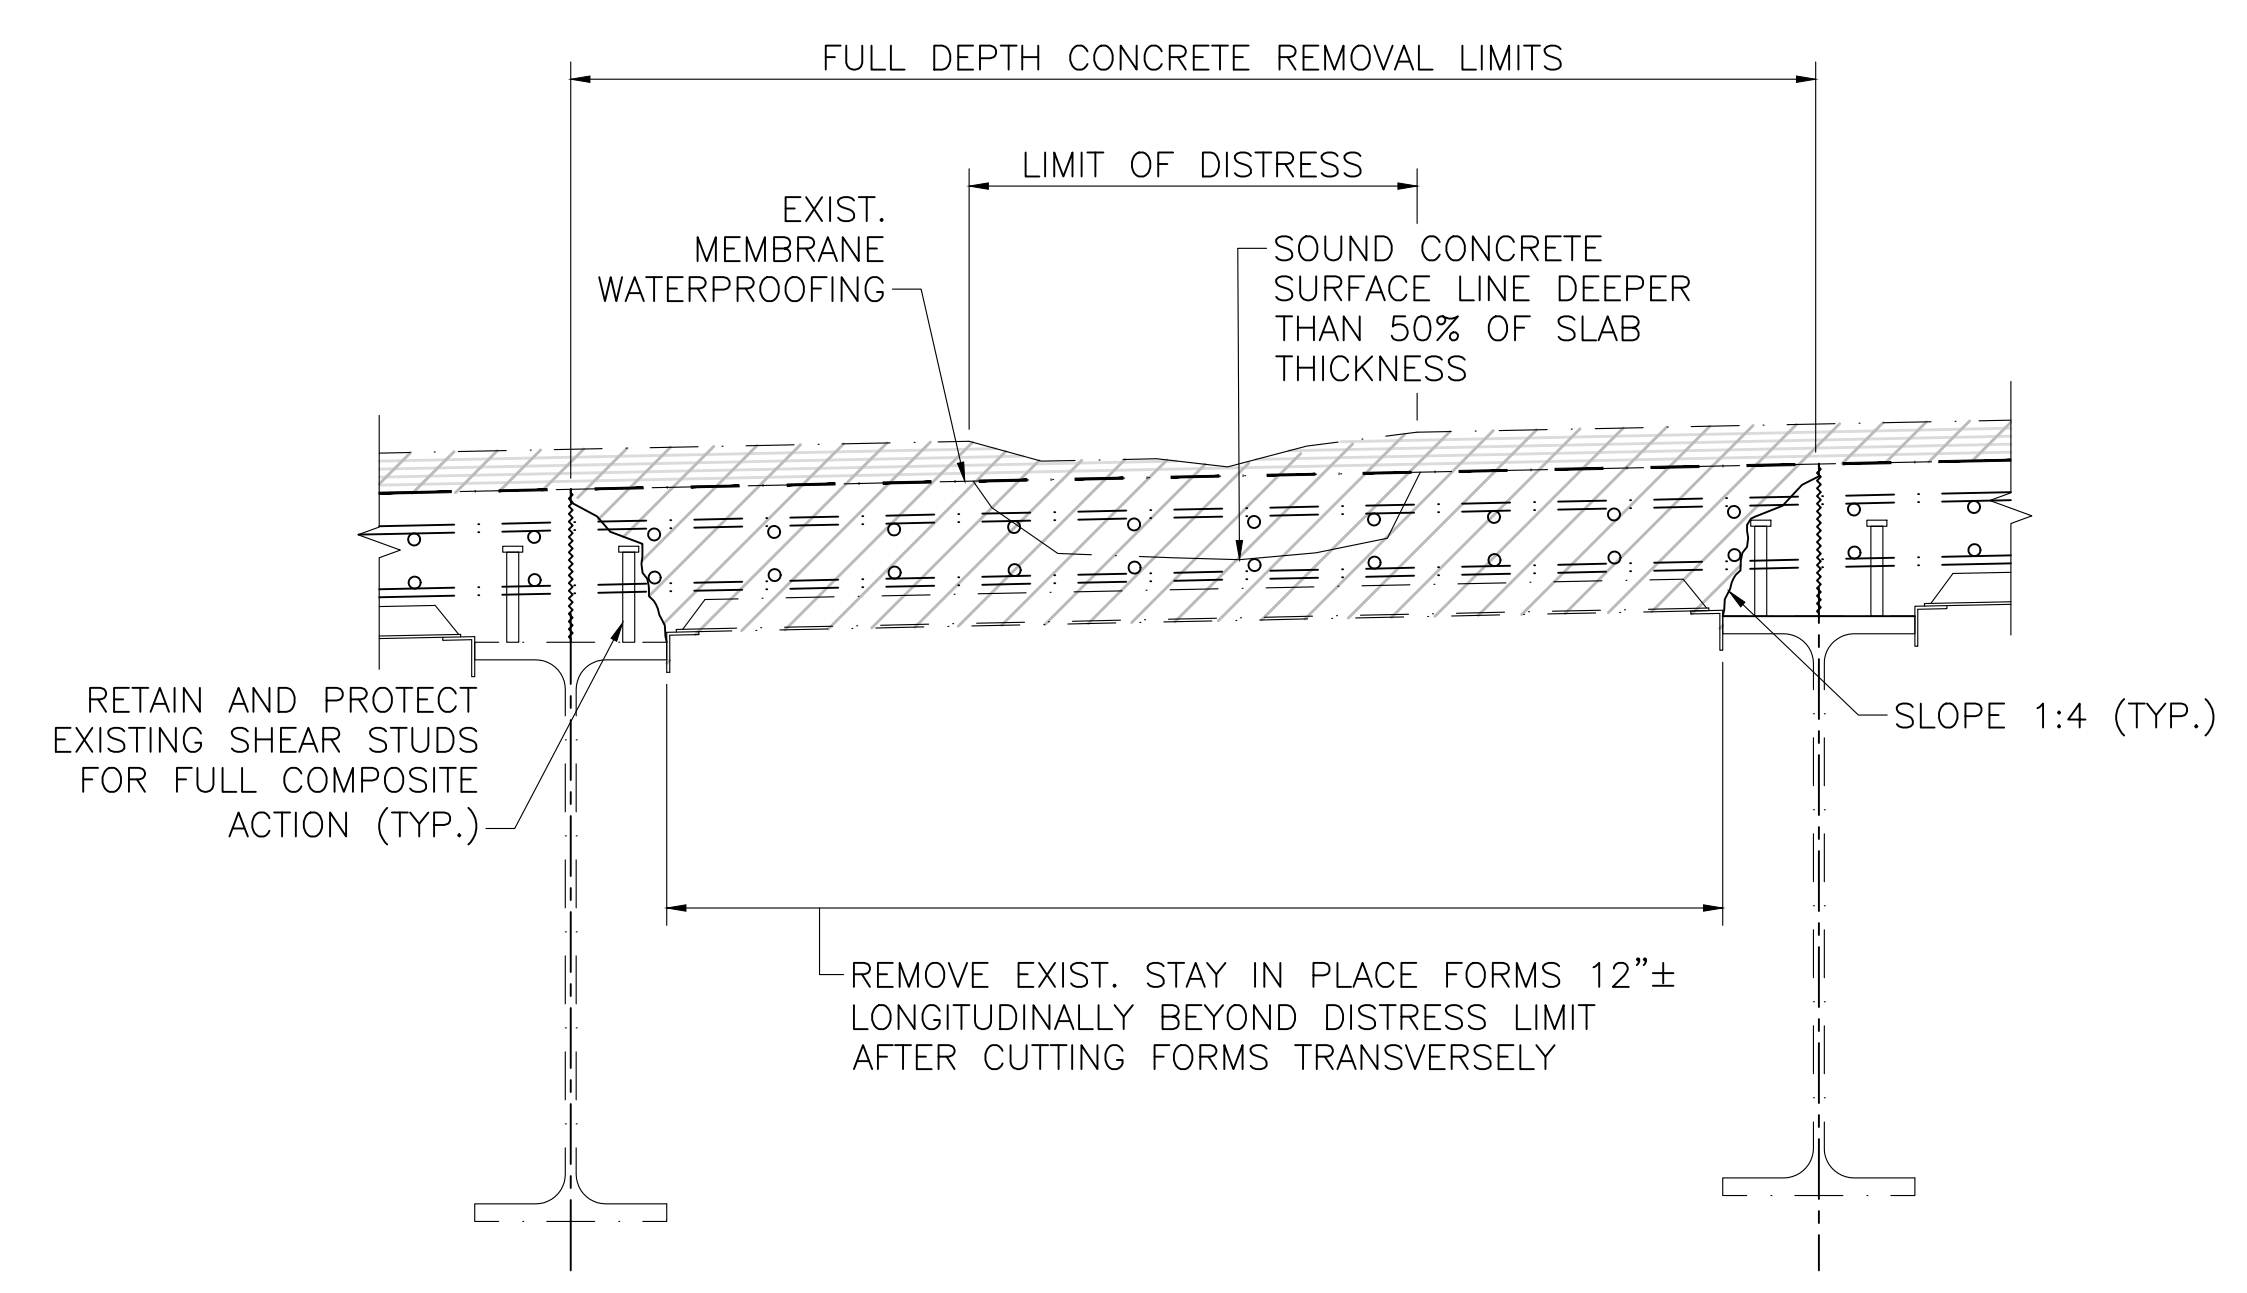 FULL DEPTH CONCRETE REMOVAL LIMITS
LIMIT OF DISTRESS
EXIST.
MEMBRANE
WATERPROOFING
SOUND CONCRETE
SURFACE LINE DEEPER
THAN 50% OF SLAB
THICKNESS
RETAIN AND PROTECT
EXISTING SHEAR STUDS
FOR FULL COMPOSITE
ACTION (TYP.)
SLOPE 1:4 (TYP.)
REMOVE EXIST. STAY IN PLACE FORMS 12”±
LONGITUDINALLY BEYOND DISTRESS LIMIT
AFTER CUTTING FORMS TRANSVERSELY